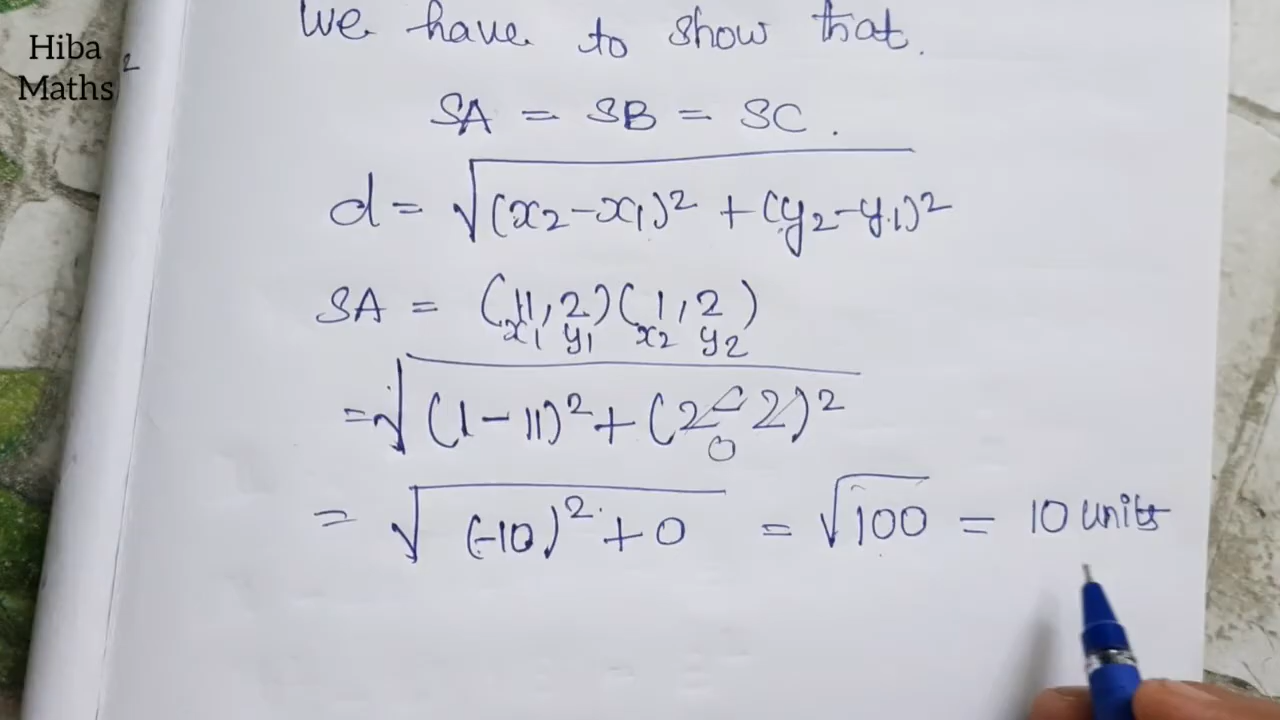 Hiba
Maths
2
We have to show that.
SA = SB = SC.
d = √(x₂-x₁)² + (y₂-y₁)²
SA = (11,2)(1,2)
x₁ y₁ x₂ y₂
= √(1-11)² + (2-2)²
0
= √(-10)² + 0 = √100 = 10 units